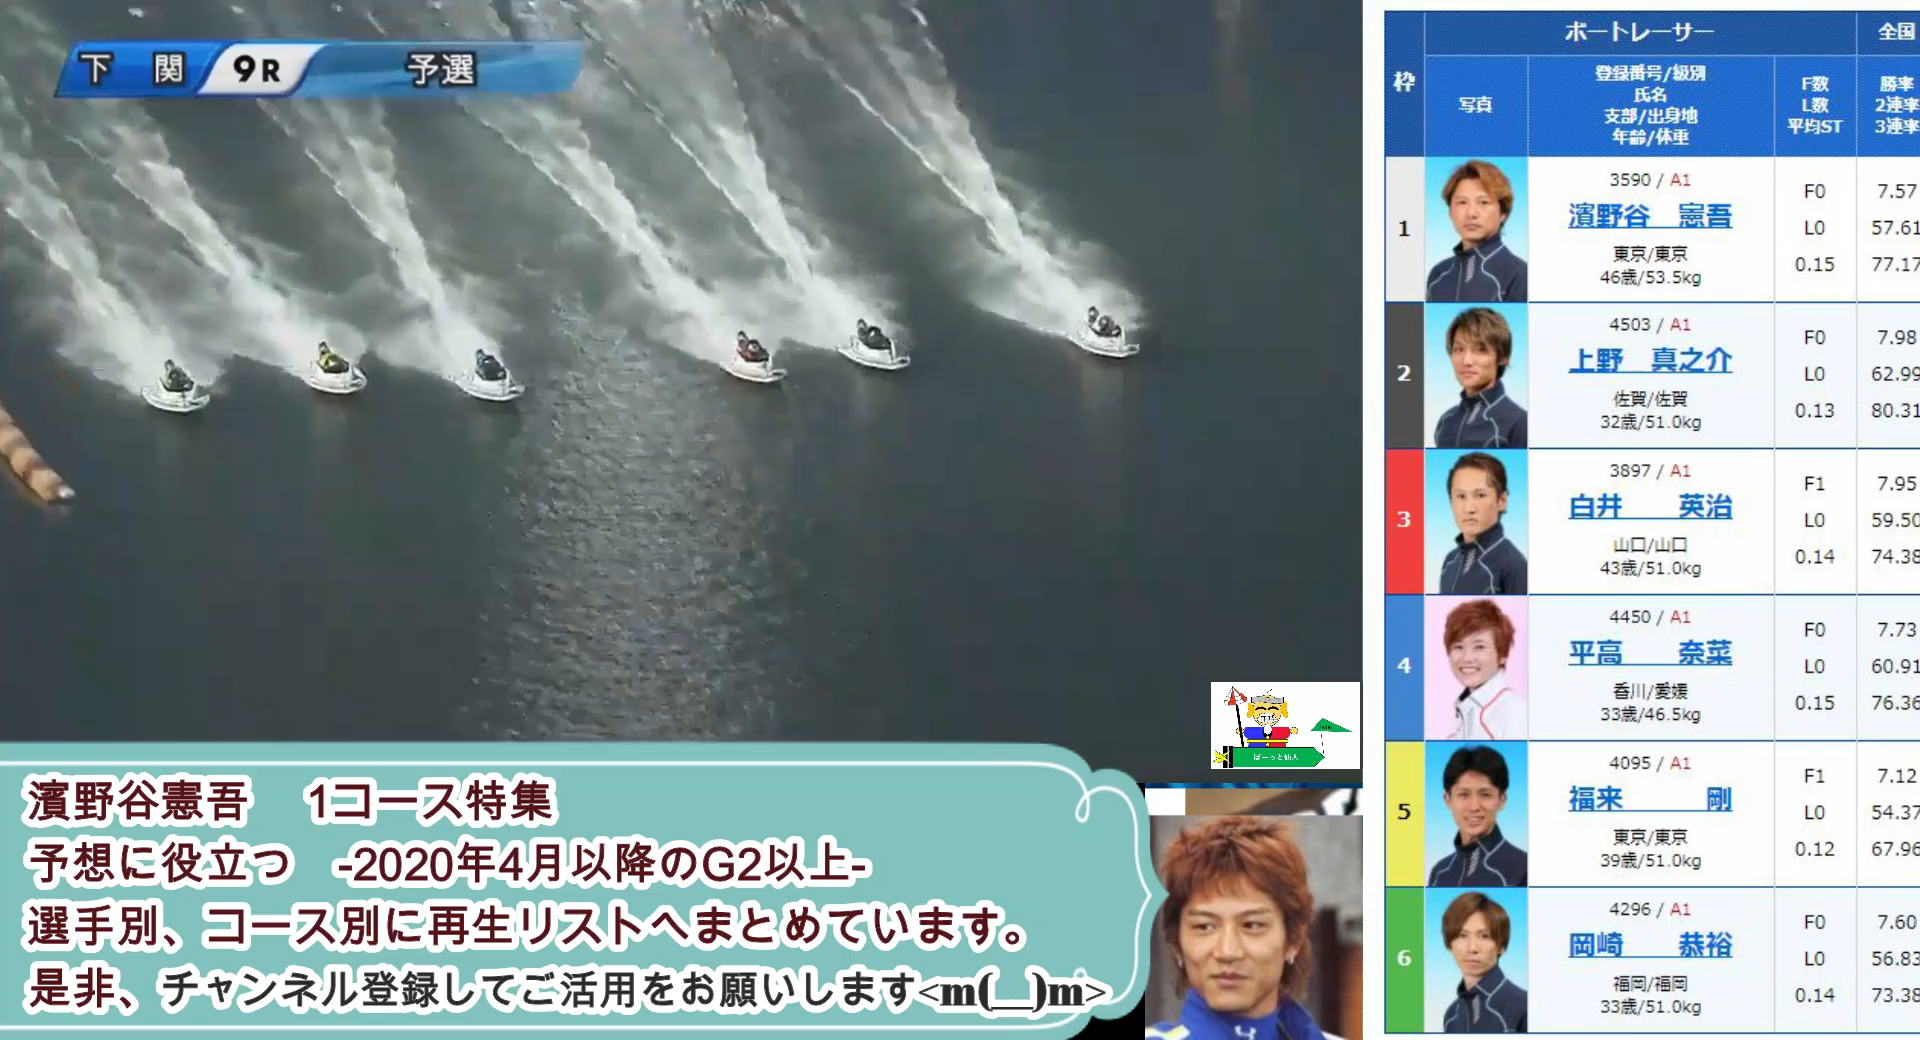 下 関 9R 予選
濱野谷憲吾 1コース特集
予想に役立つ -2020年4月以降のG2以上-
選手別、コース別に再生リストへまとめています。
是非、チャンネル登録してご活用をお願いします<m(__)m>
ぼーっと仙人
枠 ボートレーサー 全国
写真
登録番号/級別
氏名
支部/出身地
年齢/体重
F数
L数
平均ST
勝率
2連率
3連率
1
3590 / A1
濱野谷 憲吾
東京/東京
46歳/53.5kg
F0
L0
0.15
7.57
57.61
77.17
2
4503 / A1
上野 真之介
佐賀/佐賀
32歳/51.0kg
F0
L0
0.13
7.98
62.99
80.31
3
3897 / A1
白井 英治
山口/山口
43歳/51.0kg
F1
L0
0.14
7.95
59.50
74.38
4
4450 / A1
平高 奈菜
香川/愛媛
33歳/46.5kg
F0
L0
0.15
7.73
60.91
76.36
5
4095 / A1
福来 剛
東京/東京
39歳/51.0kg
F1
L0
0.12
7.12
54.37
67.96
6
4296 / A1
岡崎 恭裕
福岡/福岡
33歳/51.0kg
F0
L0
0.14
7.60
56.83
73.38